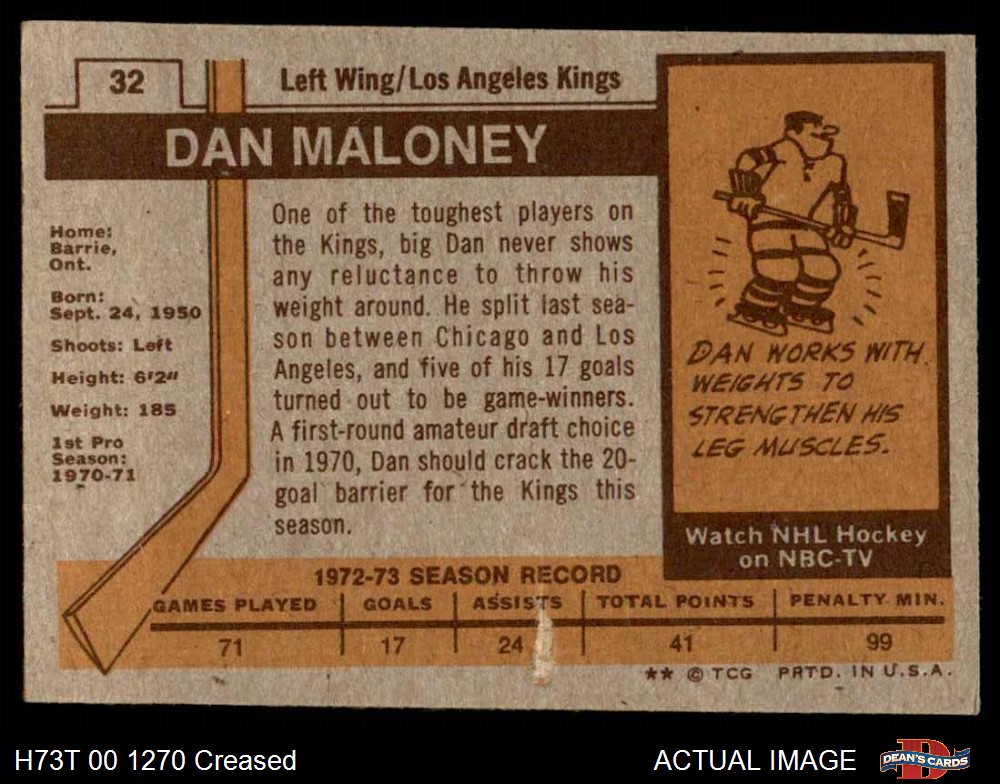 32
Left Wing/Los Angeles Kings
DAN MALONEY
Home:
Barrie,
Ont.
Born:
Sept. 24, 1950
Shoots: Left
Height: 6'2"
Weight: 185
1st Pro
Season:
1970-71
One of the toughest players on
the Kings, big Dan never shows
any reluctance to throw his
weight around. He split last sea-
son between Chicago and Los
Angeles, and five of his 17 goals
turned out to be game-winners.
A first-round amateur draft choice
in 1970, Dan should crack the 20-
goal barrier for the Kings this
season.
DAN WORKS WITH
WEIGHTS TO
STRENGTHEN HIS
LEG MUSCLES.
Watch NHL Hockey
on NBC-TV
1972-73 SEASON RECORD
GAMES PLAYED GOALS ASSISTS TOTAL POINTS PENALTY MIN.
71 17 24 41 99
** © TCG PRTD. IN U.S.A.
H73T 00 1270 Creased
ACTUAL IMAGE
D
DEAN'S CARDS